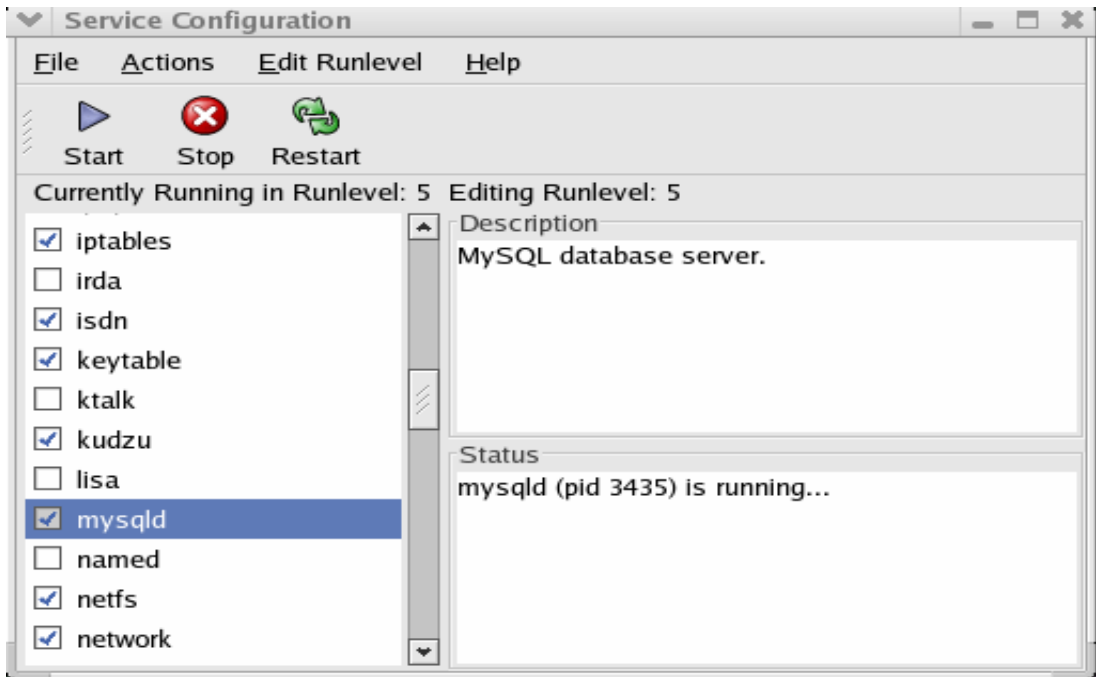 Service Configuration
File Actions Edit Runlevel Help
Start Stop Restart
Currently Running in Runlevel: 5 Editing Runlevel: 5
iptables
irda
isdn
keytable
ktalk
kudzu
lisa
mysqld
named
netfs
network
Description
MySQL database server.
Status
mysqld (pid 3435) is running...